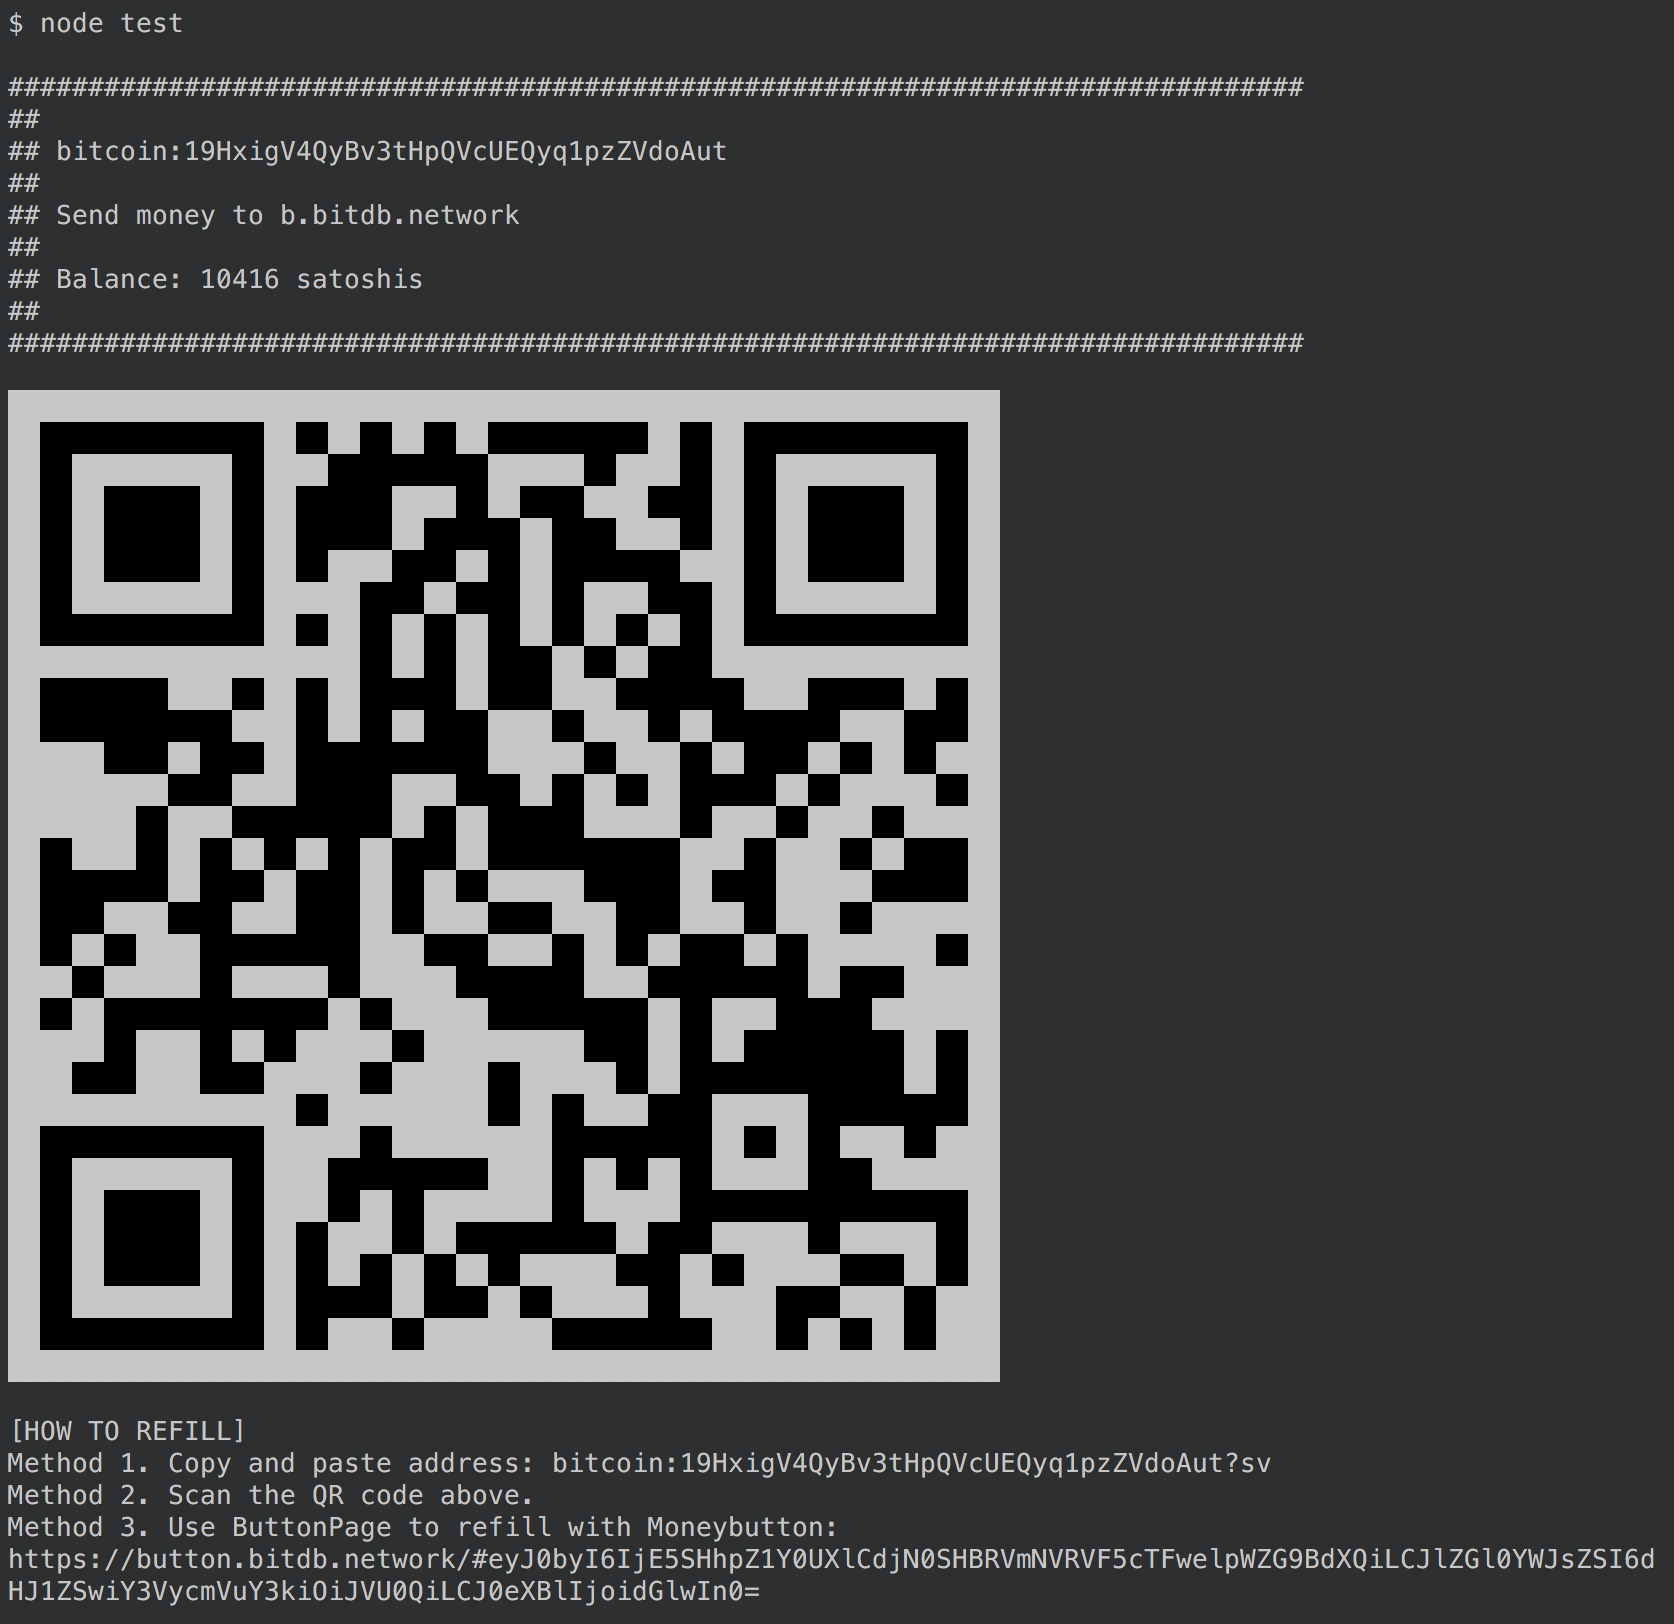 $ node test
#################################################################################
##
## bitcoin:19HxigV4QyBv3tHpQVcUEQyq1pzZVdoAut
##
## Send money to b.bitdb.network
##
## Balance: 10416 satoshis
##
#################################################################################
[HOW TO REFILL]
Method 1. Copy and paste address: bitcoin:19HxigV4QyBv3tHpQVcUEQyq1pzZVdoAut?sv
Method 2. Scan the QR code above.
Method 3. Use ButtonPage to refill with Moneybutton:
https://button.bitdb.network/#eyJ0byI6IjE5SHhpZ1Y0UXlCdjN0SHBRVmNVRVF5cTFwelpWZG9BdXQiLCJlZGl0YWJsZSI6d
HJ1ZSwiY3VycmVuY3kiOiJVU0QiLCJ0eXBlIjoidGlwIn0=